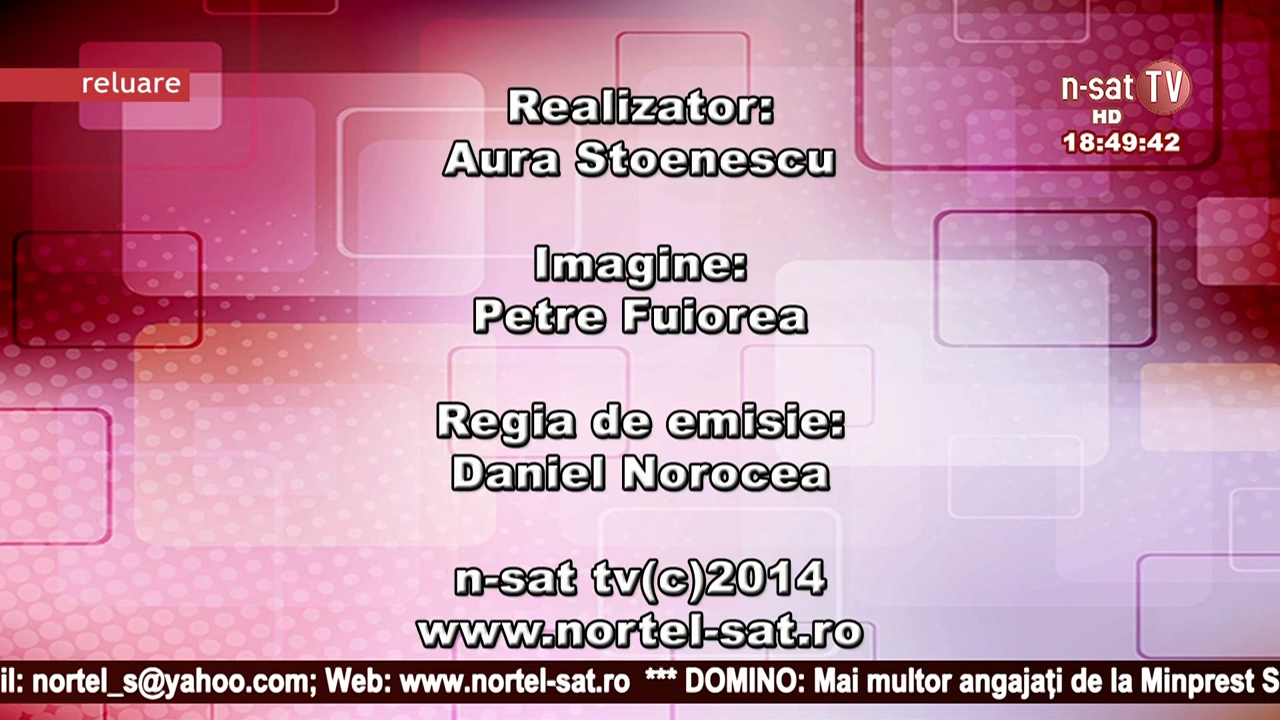 reluare
n-sat TV
HD
18:49:42
Realizator:
Aura Stoenescu
Imagine:
Petre Fuiorea
Regia de emisie:
Daniel Norocea
n-sat tv(c)2014
www.nortel-sat.ro
il: nortel_s@yahoo.com; Web: www.nortel-sat.ro *** DOMINO: Mai multor angajați de la Minprest S